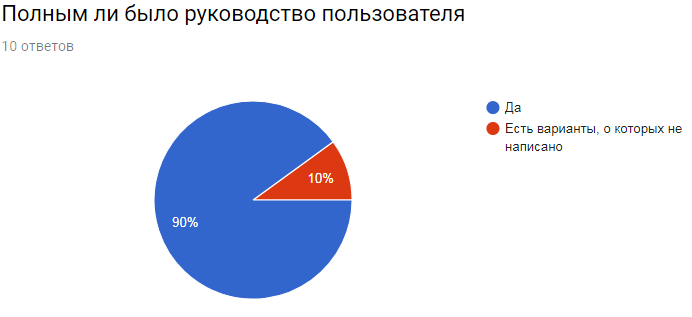 Полным ли было руководство пользователя
10 ответов
Да
Есть варианты, о которых не
написано
10%
90%